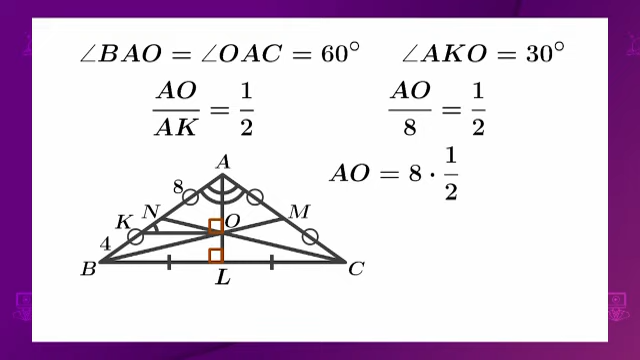 ∠BAO = ∠OAC = 60° ∠AKO = 30°
AO/AK = 1/2 AO/8 = 1/2
AO = 8 · 1/2
A
8
N O M
K
4
B L C